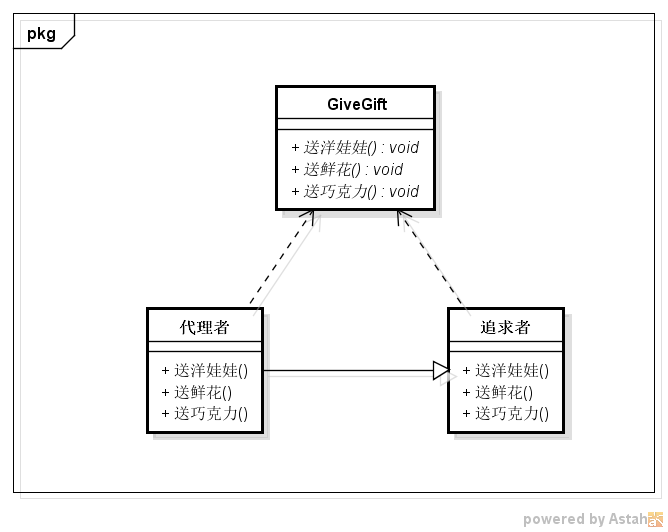 pkg
GiveGift
+ 送洋娃娃() : void
+ 送鲜花() : void
+ 送巧克力() : void
代理者
+ 送洋娃娃()
+ 送鲜花()
+ 送巧克力()
追求者
+ 送洋娃娃()
+ 送鲜花()
+ 送巧克力()
powered by Astah